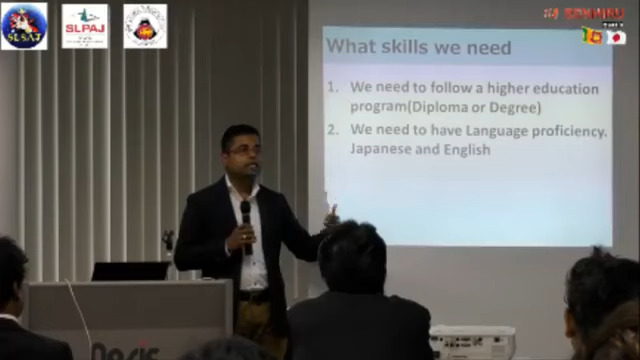 SLSAJ
SLPAJ
What skills we need
1. We need to follow a higher education
program(Diploma or Degree)
2. We need to have Language proficiency.
Japanese and English